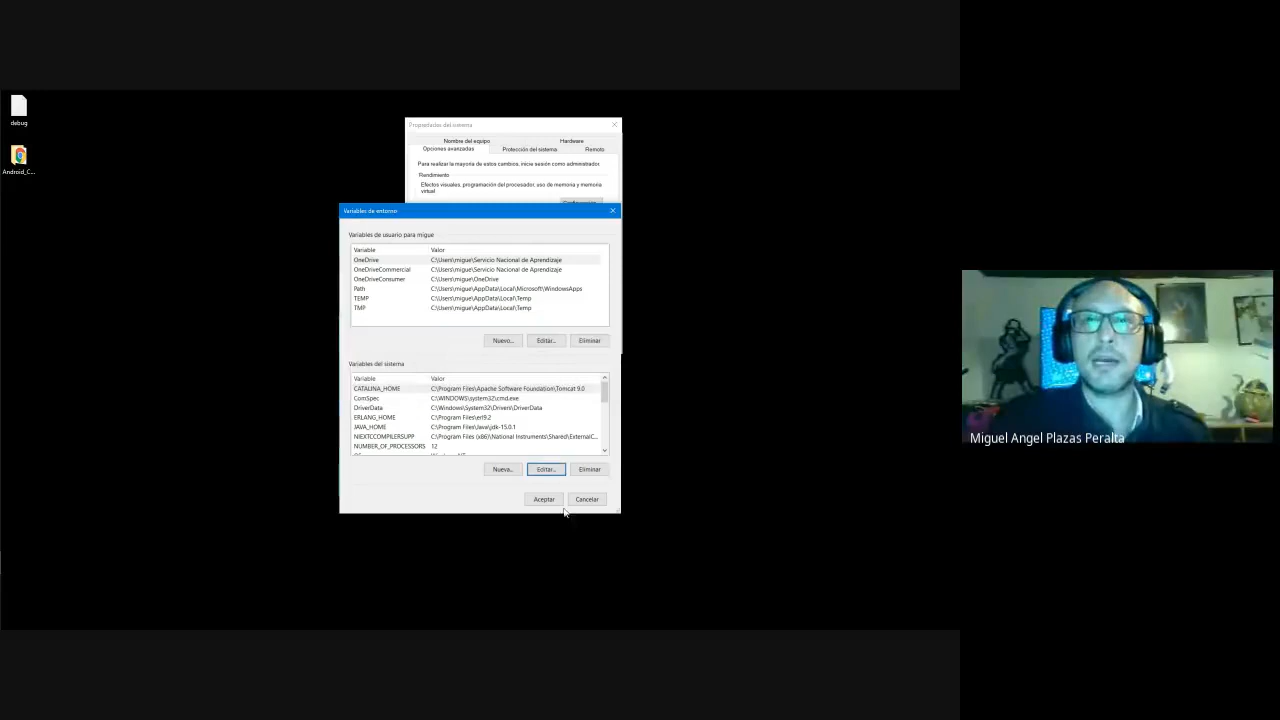 debug
Android_C...
Propiedades del sistema
Nombre del equipo
Hardware
Opciones avanzadas
Protección del sistema
Remoto
Para realizar la mayoría de estos cambios, inicie sesión como administrador.
Rendimiento
Efectos visuales, programación del procesador, uso de memoria y memoria
virtual
Variables de entorno
Variables de usuario para migue
Variable Valor
OneDrive C:\Users\migue\Servicio Nacional de Aprendizaje
OneDriveCommercial C:\Users\migue\Servicio Nacional de Aprendizaje
OneDriveConsumer C:\Users\migue\OneDrive
Path C:\Users\migue\AppData\Local\Microsoft\WindowsApps
TEMP C:\Users\migue\AppData\Local\Temp
TMP C:\Users\migue\AppData\Local\Temp
Nuevo... Editar... Eliminar
Variables del sistema
Variable Valor
CATALINA_HOME C:\Program Files\Apache Software Foundation\Tomcat 9.0
ComSpec C:\WINDOWS\system32\cmd.exe
DriverData C:\Windows\System32\Drivers\DriverData
ERLANG_HOME C:\Program Files\erl9.2
JAVA_HOME C:\Program Files\Java\jdk-15.0.1
NIEXTCCOMPILERSUPP C:\Program Files (x86)\National Instruments\Shared\ExternalC...
NUMBER_OF_PROCESSORS 12
Nueva... Editar... Eliminar
Aceptar Cancelar
Miguel Angel Plazas Peralta